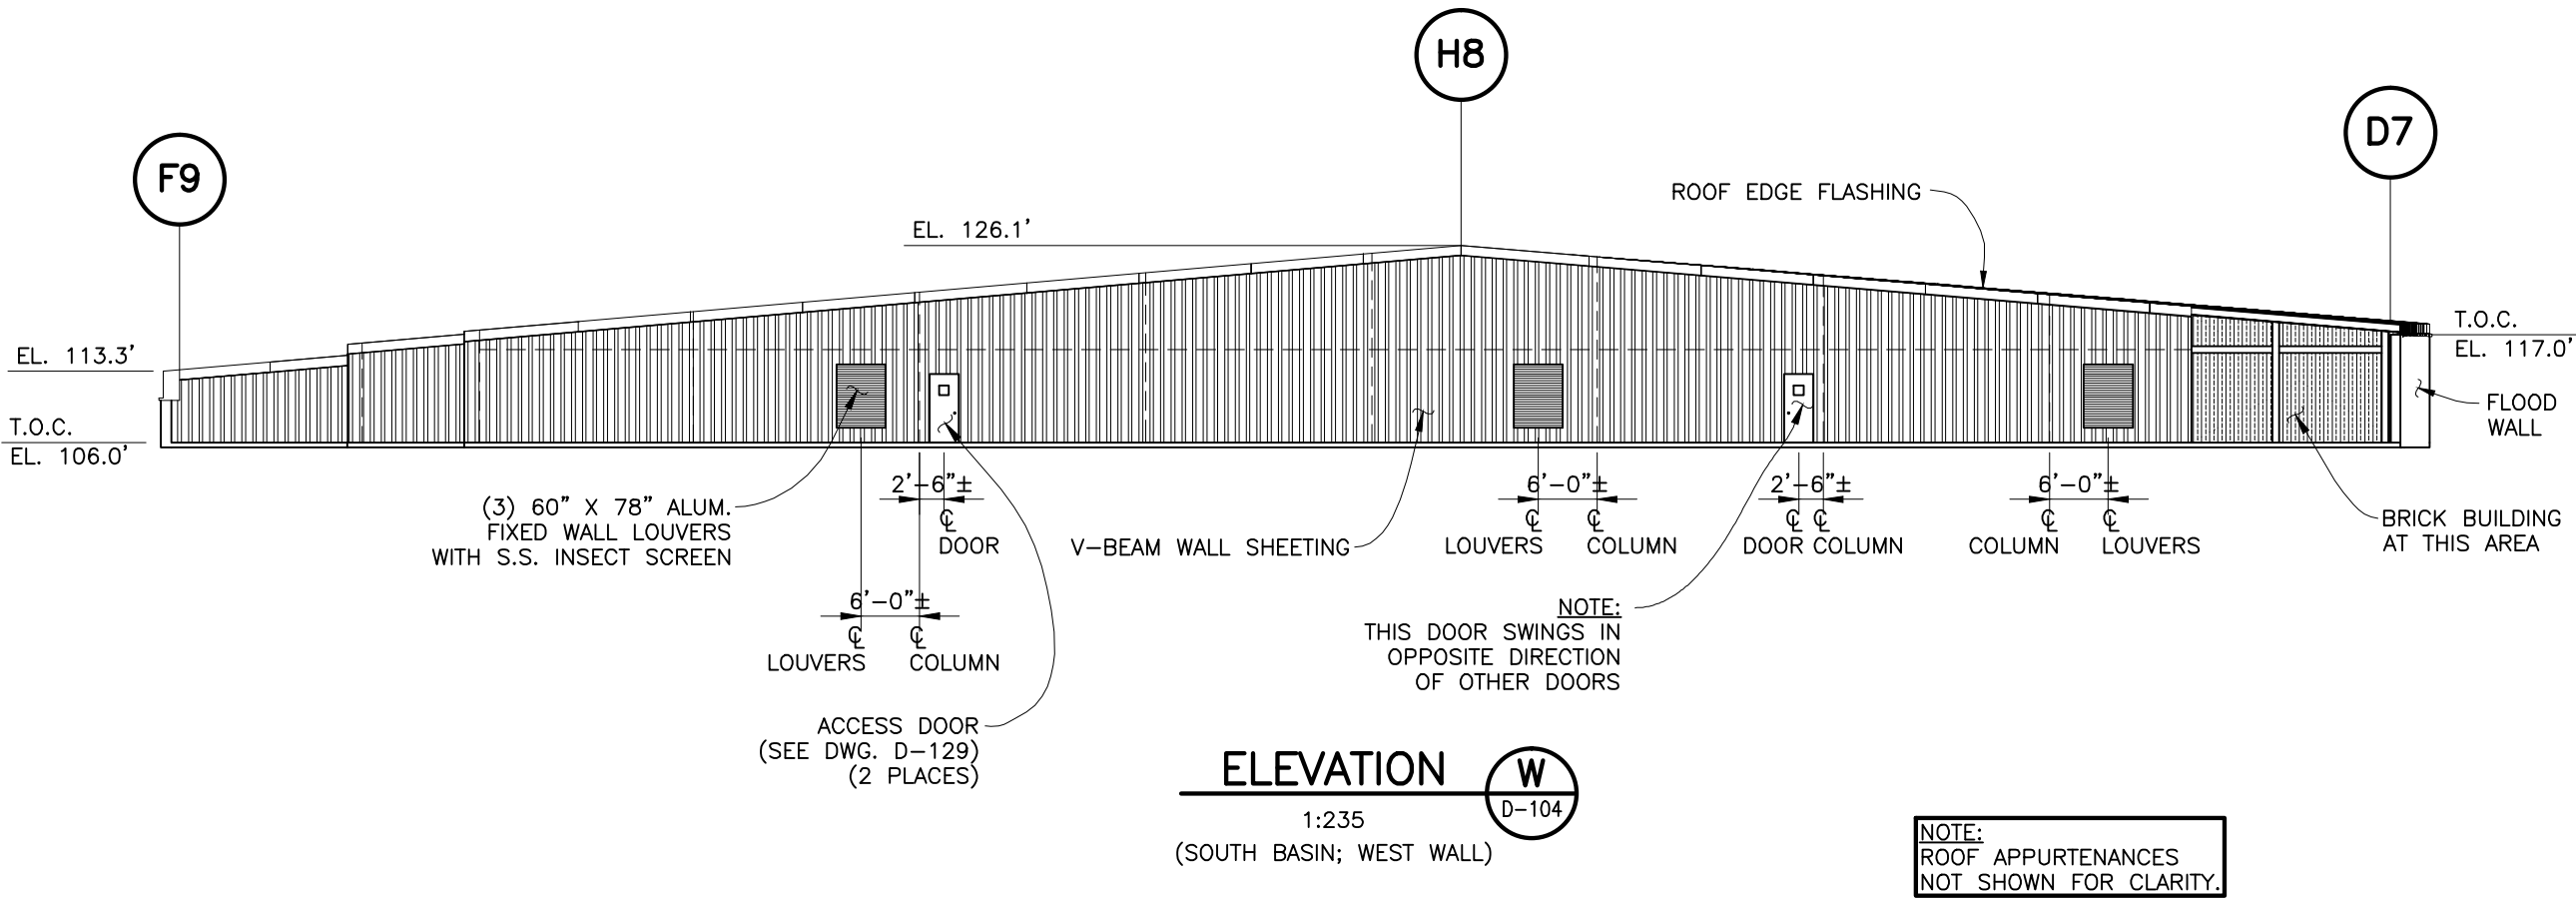 H8
D7
F9
ROOF EDGE FLASHING
EL. 126.1'
T.O.C.
EL. 117.0'
EL. 113.3'
T.O.C.
EL. 106.0'
FLOOD
WALL
(3) 60" X 78" ALUM.
FIXED WALL LOUVERS
WITH S.S. INSECT SCREEN
2'-6"±
℄
DOOR
6'-0"±
℄
LOUVERS
℄
COLUMN
V-BEAM WALL SHEETING
6'-0"±
℄
LOUVERS
℄
COLUMN
2'-6"±
℄
DOOR
℄
COLUMN
6'-0"±
℄
COLUMN
℄
LOUVERS
BRICK BUILDING
AT THIS AREA
NOTE:
THIS DOOR SWINGS IN
OPPOSITE DIRECTION
OF OTHER DOORS
ACCESS DOOR
(SEE DWG. D-129)
(2 PLACES)
ELEVATION
W
D-104
1:235
(SOUTH BASIN; WEST WALL)
NOTE:
ROOF APPURTENANCES
NOT SHOWN FOR CLARITY.